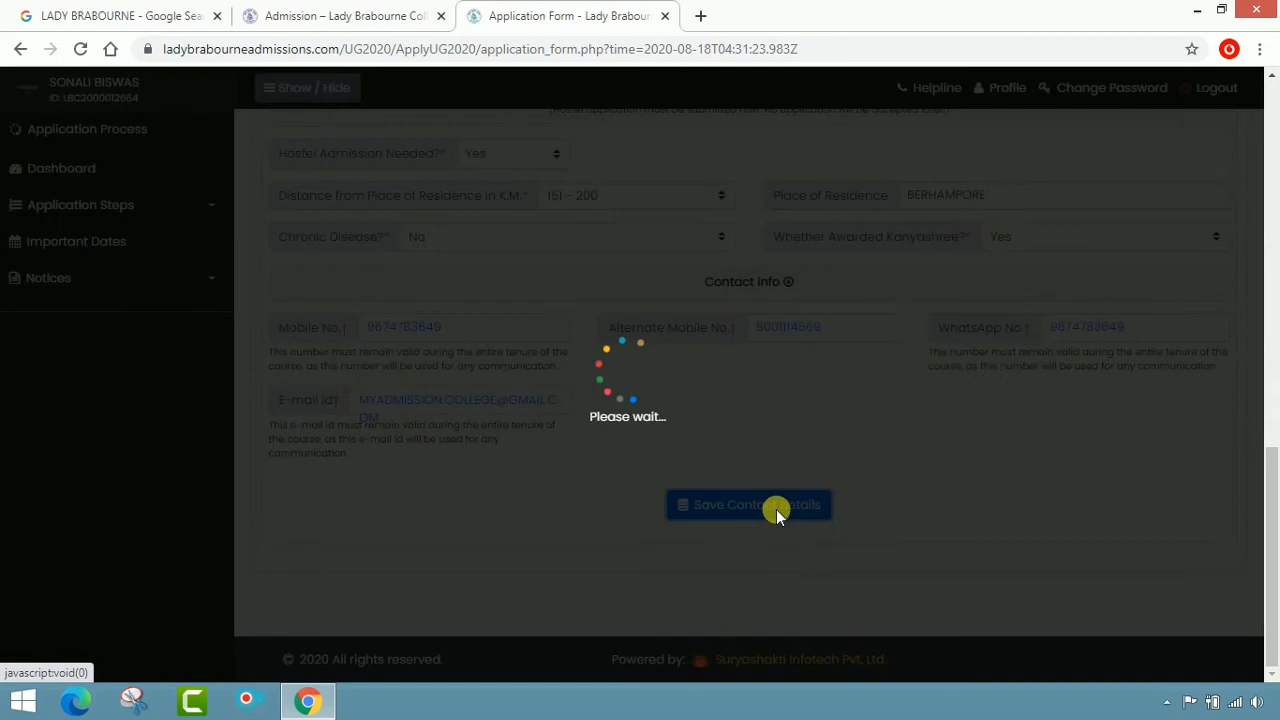 LADY BRABOURNE - Google Sea
Admission – Lady Brabourne Coll
Application Form - Lady Brabour
ladybrabourneadmissions.com/UG2020/ApplyUG2020/application_form.php?time=2020-08-18T04:31:23.983Z
SONALI BISWAS
ID: LBC2000012664
Show / Hide
Helpline
Profile
Change Password
Logout
Application Process
Dashboard
Application Steps
Important Dates
Notices
Hostel Admission Needed?* Yes
Distance from Place of Residence in K.M.* 151 - 200
Place of Residence BERHAMPORE
Chronic Disease?* No
Whether Awarded Kanyashree?* Yes
Contact Info
Mobile No.† 9674783649
Alternate Mobile No.† 8001114869
WhatsApp No† 9674783649
This number must remain valid during the entire tenure of the
course, as this number will be used for any communication.
This number must remain valid during the entire tenure of the
course, as this number will be used for any communication
E-mail id† MYADMISSION.COLLEGE@GMAIL.C
OM
This e-mail id must remain valid during the entire tenure of
the course, as this e-mail id will be used for any
communication.
Please wait...
Save Contact Details
© 2020 All rights reserved.
Powered by: Suryashakti Infotech Pvt. Ltd.
javascript:void(0)